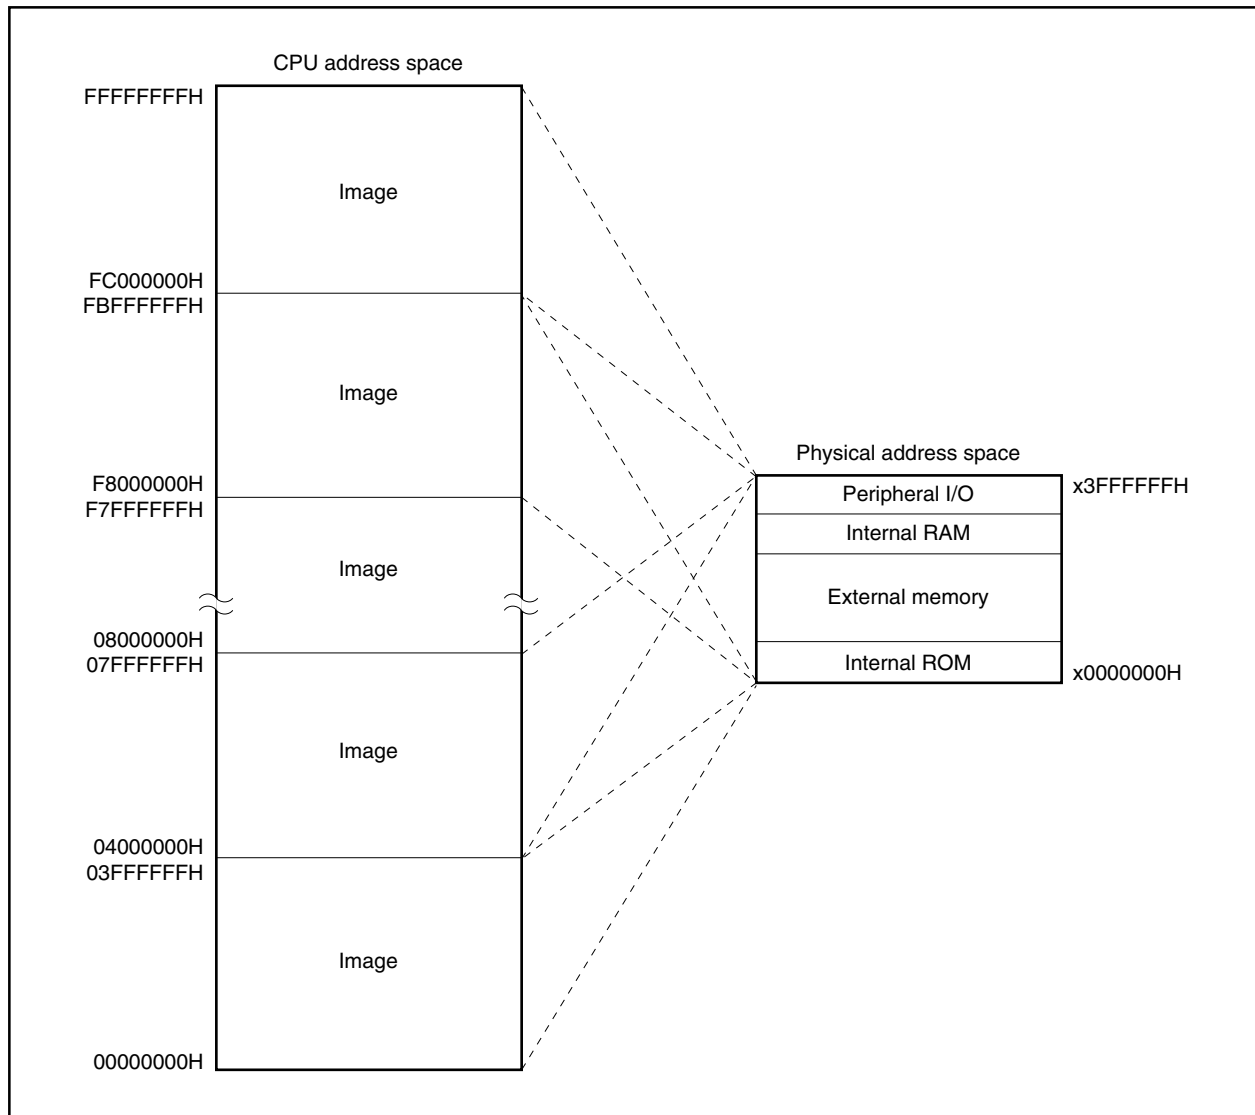 CPU address space
FFFFFFFFH
Image
FC000000H
FBFFFFFFH
Image
F8000000H
F7FFFFFFH
Image
08000000H
07FFFFFFH
Image
04000000H
03FFFFFFH
Image
00000000H
Physical address space
Peripheral I/O
x3FFFFFFH
Internal RAM
External memory
Internal ROM
x0000000H